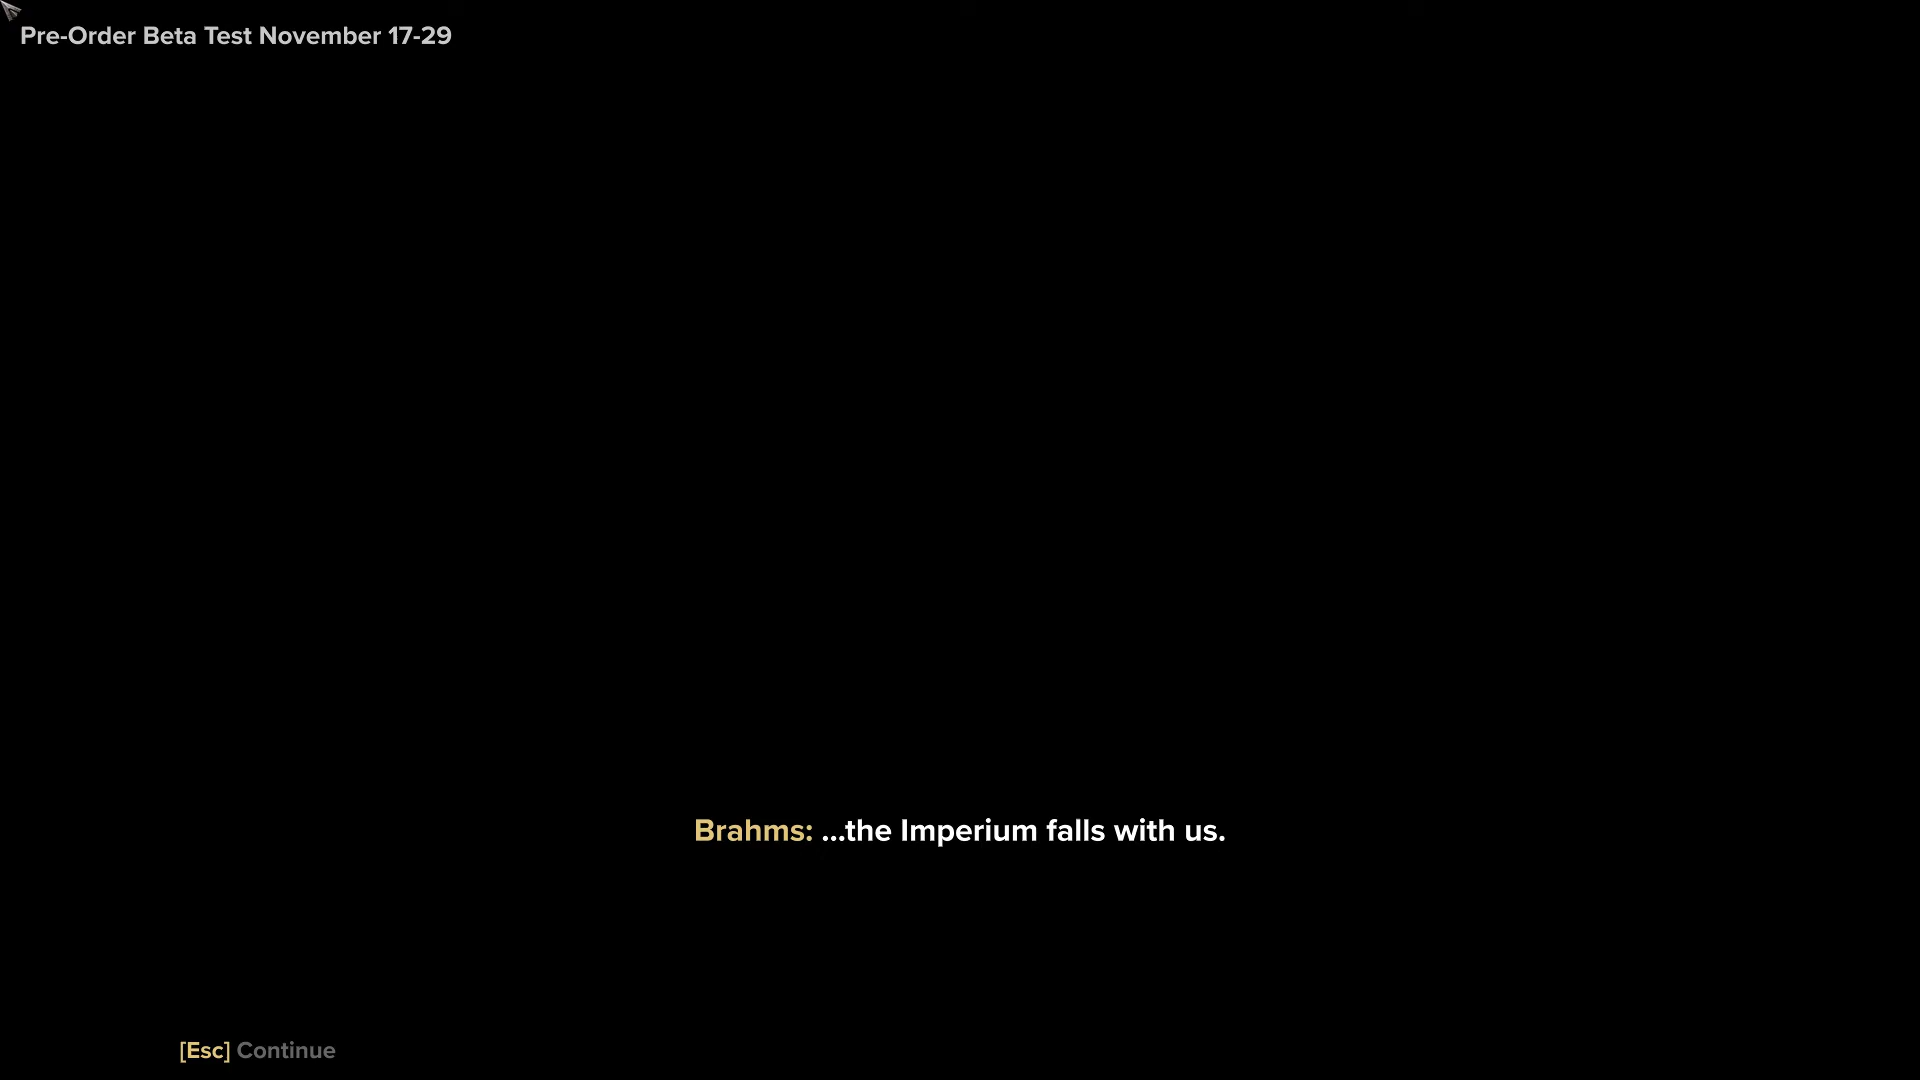 Pre-Order Beta Test November 17-29
Brahms: ...the Imperium falls with us.
[Esc] Continue